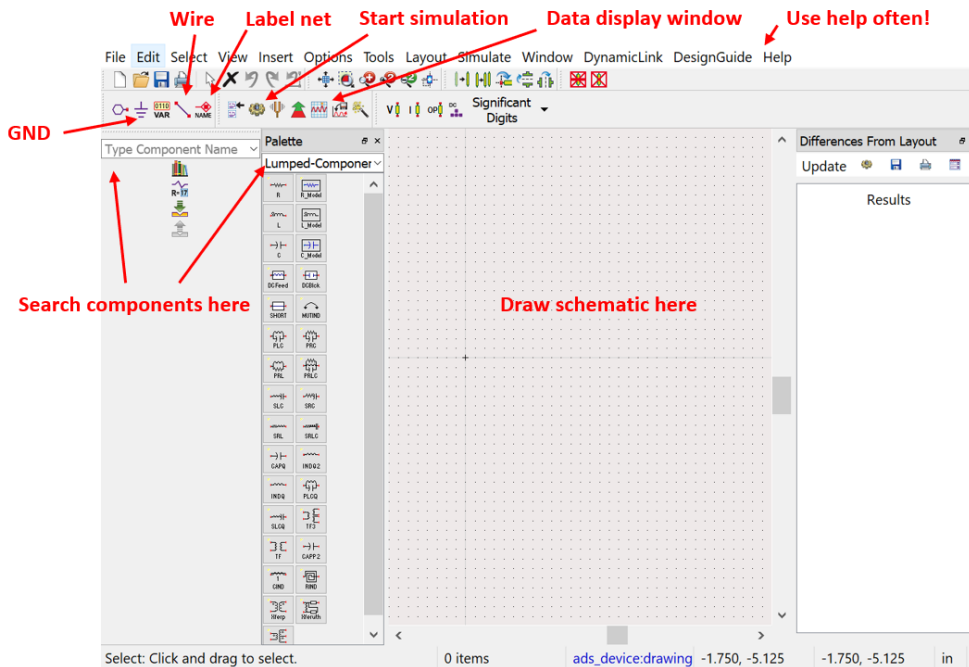 Wire Label net Start simulation Data display window Use help often!
File Edit Select View Insert Options Tools Layout Simulate Window DynamicLink DesignGuide Help
VAR NAME V I OP DC Significant
Digits
GND
Type Component Name
Palette
Lumped-Componer
Differences From Layout
Update
Results
R R_Model
L L_Model
C C_Model
DCFeed DCBlck
SHORT MUTIND
PLC PRC
PRL PRLC
SLC SRC
SRL SRLC
CAPQ INDQ2
INDQ PLCQ
SLCQ TF3
TF CAPP2
CIND RIND
Xferp
Search components here
Draw schematic here
Select: Click and drag to select. 0 items ads_device:drawing -1.750, -5.125 -1.750, -5.125 in